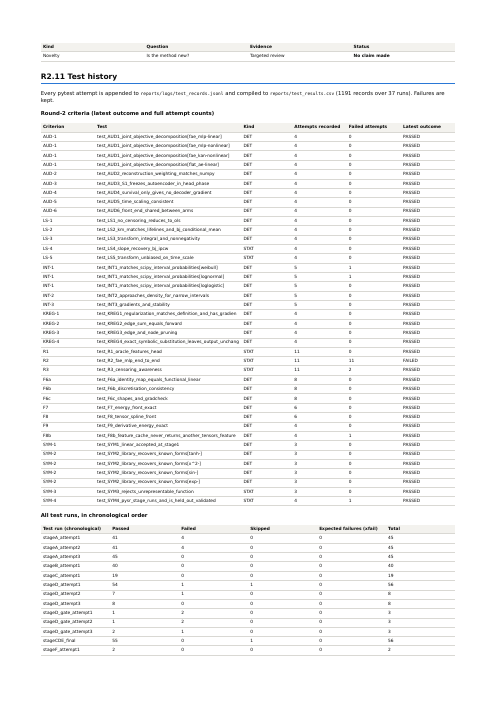 Kind Question Evidence Status
Novelty Is the method new? Targeted review No claim made
R2.11 Test history
Every pytest attempt is appended to reports/logs/test_records.jsonl and compiled to reports/test_results.csv (1191 records over 37 runs). Failures are
kept.
Round-2 criteria (latest outcome and full attempt counts)
Criterion Test Kind Attempts recorded Failed attempts Latest outcome
AUD-1 test_AUD1_joint_objective_decomposition[fae_mlp-linear] DET 4 0 PASSED
AUD-1 test_AUD1_joint_objective_decomposition[fae_mlp-nonlinear] DET 4 0 PASSED
AUD-1 test_AUD1_joint_objective_decomposition[fae_kan-nonlinear] DET 4 0 PASSED
AUD-1 test_AUD1_joint_objective_decomposition[flat_ae-linear] DET 4 0 PASSED
AUD-2 test_AUD2_reconstruction_weighting_matches_numpy DET 4 0 PASSED
AUD-3 test_AUD3_S1_freezes_autoencoder_in_head_phase DET 4 0 PASSED
AUD-4 test_AUD4_survival_only_gives_no_decoder_gradient DET 4 0 PASSED
AUD-5 test_AUD5_time_scaling_consistent DET 4 0 PASSED
AUD-6 test_AUD6_front_end_shared_between_arms DET 4 0 PASSED
LS-1 test_LS1_no_censoring_reduces_to_ols DET 4 0 PASSED
LS-2 test_LS2_km_matches_lifelines_and_bj_conditional_mean DET 4 0 PASSED
LS-3 test_LS3_transform_integral_and_nonnegativity DET 4 0 PASSED
LS-4 test_LS4_slope_recovery_bj_ipcw STAT 4 0 PASSED
LS-5 test_LS5_transform_unbiased_on_time_scale STAT 4 0 PASSED
INT-1 test_INT1_matches_scipy_interval_probabilities[weibull] DET 5 1 PASSED
INT-1 test_INT1_matches_scipy_interval_probabilities[lognormal] DET 5 1 PASSED
INT-1 test_INT1_matches_scipy_interval_probabilities[loglogistic] DET 5 0 PASSED
INT-2 test_INT2_approaches_density_for_narrow_intervals DET 5 0 PASSED
INT-3 test_INT3_gradients_and_stability DET 5 0 PASSED
KREG-1 test_KREG1_regularization_matches_definition_and_has_gradien DET 4 0 PASSED
KREG-2 test_KREG2_edge_sum_equals_forward DET 4 0 PASSED
KREG-3 test_KREG3_edge_and_node_pruning DET 4 0 PASSED
KREG-4 test_KREG4_exact_symbolic_substitution_leaves_output_unchang DET 4 0 PASSED
R1 test_R1_oracle_features_head STAT 11 0 PASSED
R2 test_R2_fae_mlp_end_to_end STAT 11 11 FAILED
R3 test_R3_censoring_awareness STAT 11 2 PASSED
F6a test_F6a_identity_map_equals_functional_linear DET 8 0 PASSED
F6b test_F6b_discretisation_consistency DET 8 0 PASSED
F6c test_F6c_shapes_and_gradcheck DET 8 0 PASSED
F7 test_F7_energy_front_exact DET 6 0 PASSED
F8 test_F8_tensor_spline_front DET 6 0 PASSED
F9 test_F9_derivative_energy_exact DET 4 0 PASSED
F8b test_F8b_feature_cache_never_returns_another_tensors_feature DET 4 1 PASSED
SYM-1 test_SYM1_linear_accepted_at_stage1 DET 3 0 PASSED
SYM-2 test_SYM2_library_recovers_known_forms[tanh-] DET 3 0 PASSED
SYM-2 test_SYM2_library_recovers_known_forms[x^2-] DET 3 0 PASSED
SYM-2 test_SYM2_library_recovers_known_forms[sin-] DET 3 0 PASSED
SYM-2 test_SYM2_library_recovers_known_forms[exp-] DET 3 0 PASSED
SYM-3 test_SYM3_rejects_unrepresentable_function STAT 3 0 PASSED
SYM-4 test_SYM4_pysr_stage_runs_and_is_held_out_validated STAT 4 1 PASSED
All test runs, in chronological order
Test run (chronological) Passed Failed Skipped Expected failures (xfail) Total
stageA_attempt1 41 4 0 0 45
stageA_attempt2 41 4 0 0 45
stageA_attempt3 45 0 0 0 45
stageB_attempt1 40 0 0 0 40
stageC_attempt1 19 0 0 0 19
stageD_attempt1 54 1 1 0 56
stageD_attempt2 7 1 0 0 8
stageD_attempt3 8 0 0 0 8
stageD_gate_attempt1 1 2 0 0 3
stageD_gate_attempt2 1 2 0 0 3
stageD_gate_attempt3 2 1 0 0 3
stageCDE_final 55 0 1 0 56
stageF_attempt1 2 0 0 0 2